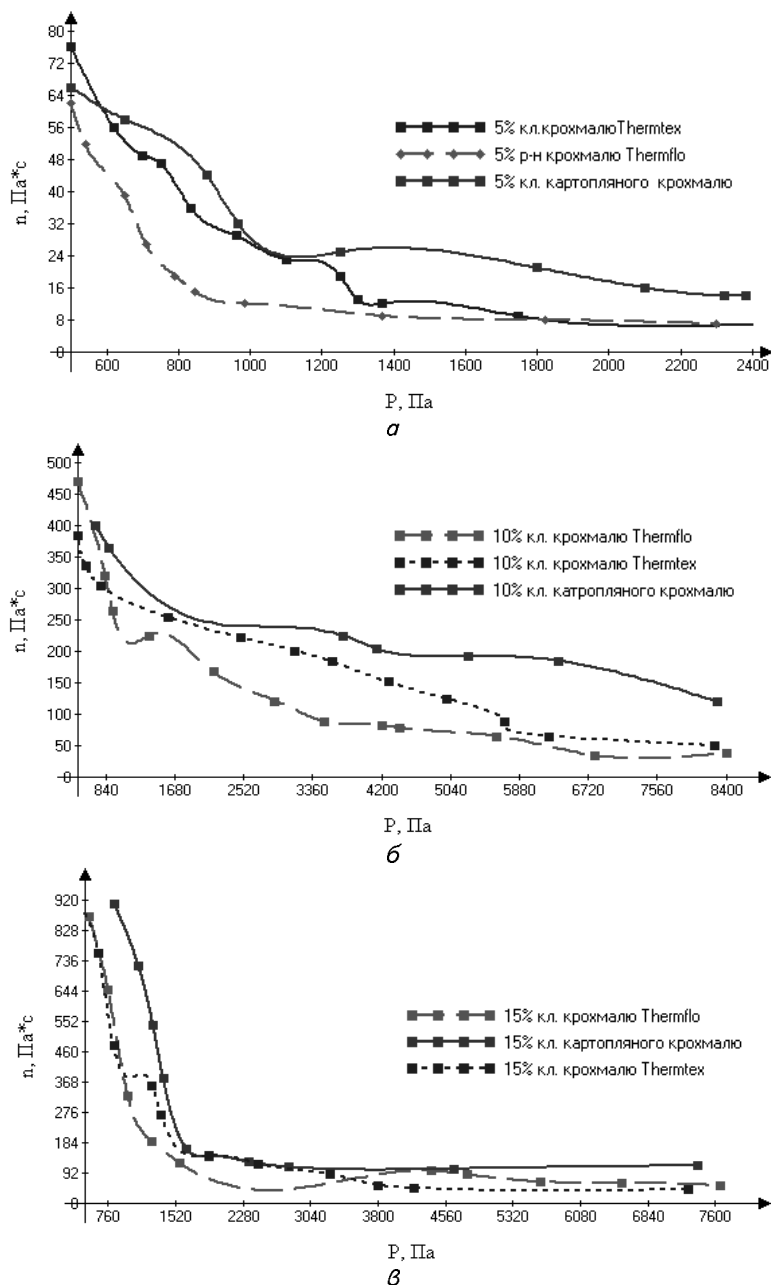 80
72
64
56
48
40
32
24
16
8
0
n, Па*с
5% кл.крохмалюThermtex
5% р-н крохмалю Thermflo
5% кл. картопляного крохмалю
600 800 1000 1200 1400 1600 1800 2000 2200 2400
P, Па
а
500
450
400
350
300
250
200
150
100
50
0
n, Па*с
10% кл. крохмалю Thermflo
10% кл. крохмалю Thermtex
10% кл. катропляного крохмалю
840 1680 2520 3360 4200 5040 5880 6720 7560 8400
P, Па
б
920
828
736
644
552
460
368
276
184
92
0
n, Па*с
15% кл. крохмалю Thermflo
15% кл. картопляного крохмалю
15% кл. крохмалю Thermtex
760 1520 2280 3040 3800 4560 5320 6080 6840 7600
P, Па
в